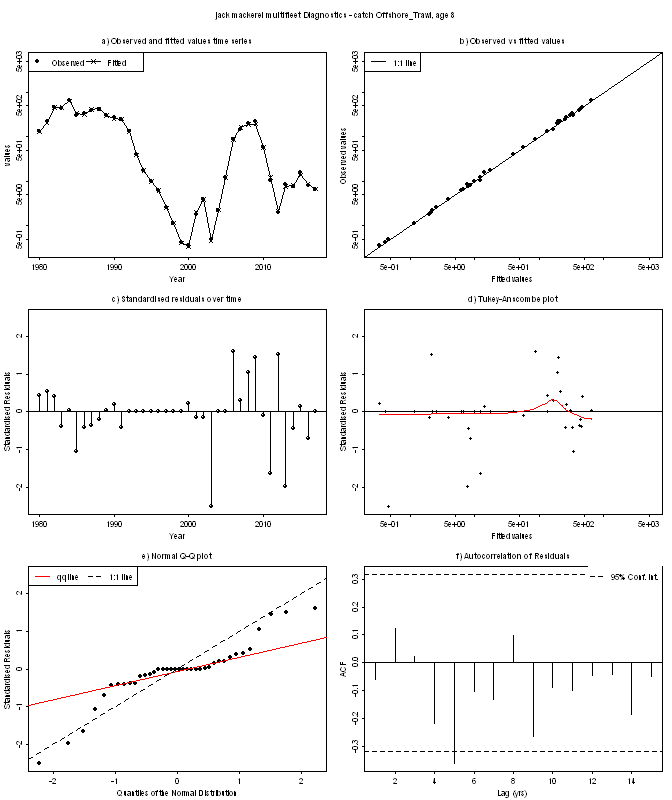 jack mackerel multifleet Diagnostics - catch Offshore_Trawl, age 8
a) Observed and fitted values time series
b) Observed vs fitted values
Observed
Fitted
1:1 line
5e+03
5e+02
5e+01
5e+00
5e-01
values
1980
1990
2000
2010
Year
5e+03
5e+02
5e+01
5e+00
5e-01
Observed values
5e-01
5e+00
5e+01
5e+02
5e+03
Fitted values
c) Standardised residuals over time
d) Tukey-Anscombe plot
2
1
0
-1
-2
Standardised Residuals
1980
1990
2000
2010
Year
2
1
0
-1
-2
Standardised Residuals
5e-01
5e+00
5e+01
5e+02
5e+03
Fitted values
e) Normal Q-Q plot
f) Autocorrelation of Residuals
qq line
1:1 line
95% Conf. Int.
2
1
0
-1
-2
Standardised Residuals
-2
-1
0
1
2
Quantiles of the Normal Distribution
0.3
0.2
0.1
0.0
-0.1
-0.2
-0.3
ACF
2
4
6
8
10
12
14
Lag (yrs)